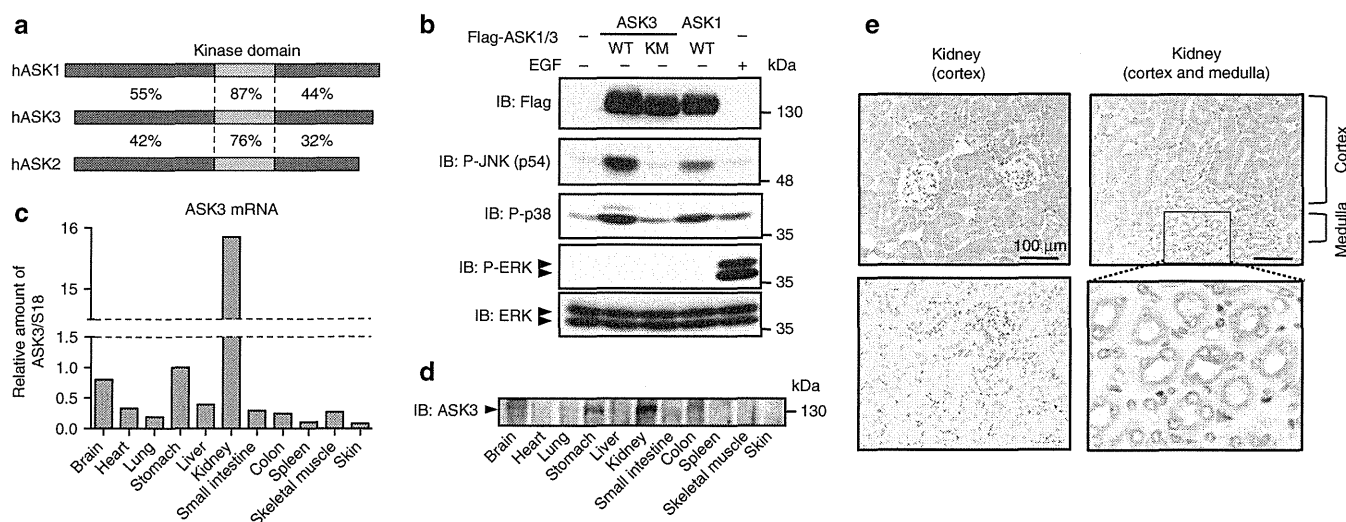 a
Kinase domain
hASK1
55% 87% 44%
hASK3
42% 76% 32%
hASK2
b
Flag-ASK1/3 – ASK3 ASK1 –
WT KM WT
EGF – – – – + kDa
IB: Flag 130
IB: P-JNK (p54) 48
IB: P-p38 35
IB: P-ERK 35
IB: ERK 35
c
ASK3 mRNA
Relative amount of
ASK3/S18
16
15
1.5
1.0
0.5
0.0
Brain
Heart
Lung
Stomach
Liver
Kidney
Small intestine
Colon
Spleen
Skeletal muscle
Skin
d
kDa
IB: ASK3 130
Brain
Heart
Lung
Stomach
Liver
Kidney
Small intestine
Colon
Spleen
Skeletal muscle
Skin
e
Kidney
(cortex)
Kidney
(cortex and medulla)
100 μm
Cortex
Medulla